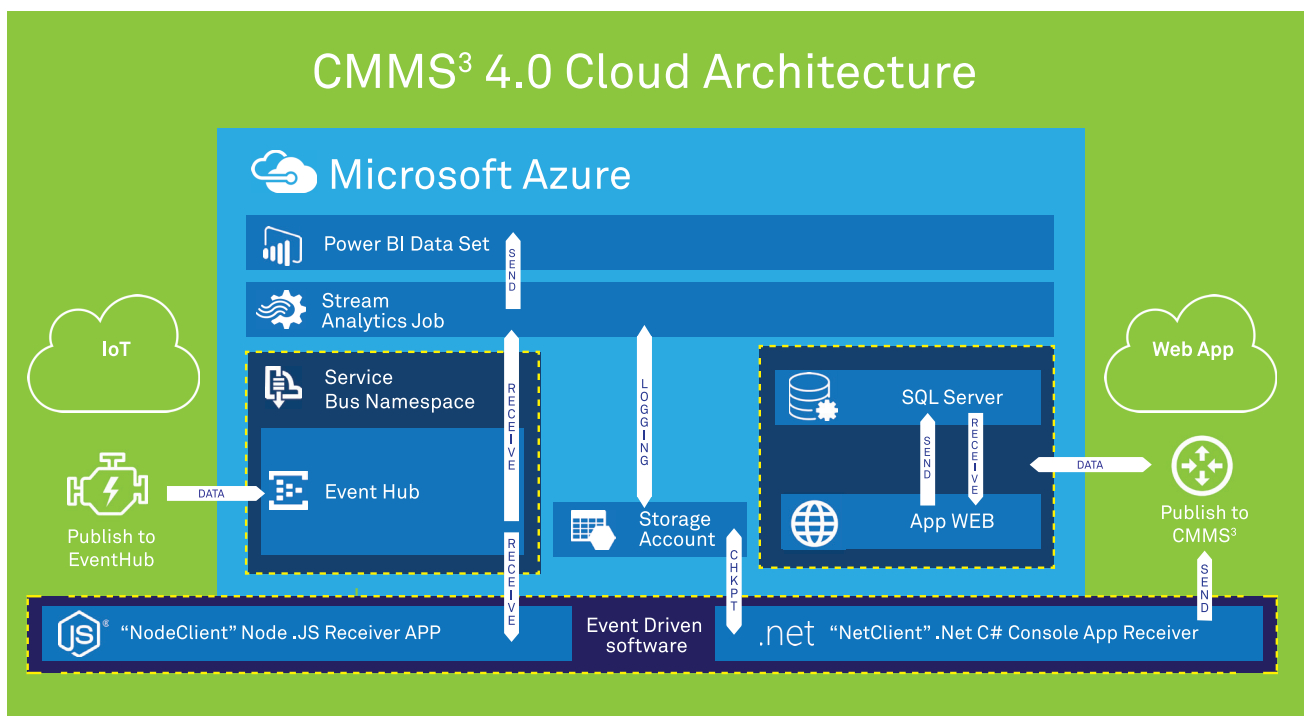 CMMS³ 4.0 Cloud Architecture
Microsoft Azure
Power BI Data Set
SEND
Stream
Analytics Job
IoT
Service
Bus Namespace
RECEIVE
LOGGING
SQL Server
SEND
RECEIVE
Web App
Event Hub
DATA
DATA
Publish to
EventHub
Storage
Account
App WEB
Publish to
CMMS³
RECEIVE
CHKPT
SEND
JS
®
"NodeClient" Node .JS Receiver APP
Event Driven
software
.net
"NetClient" .Net C# Console App Receiver